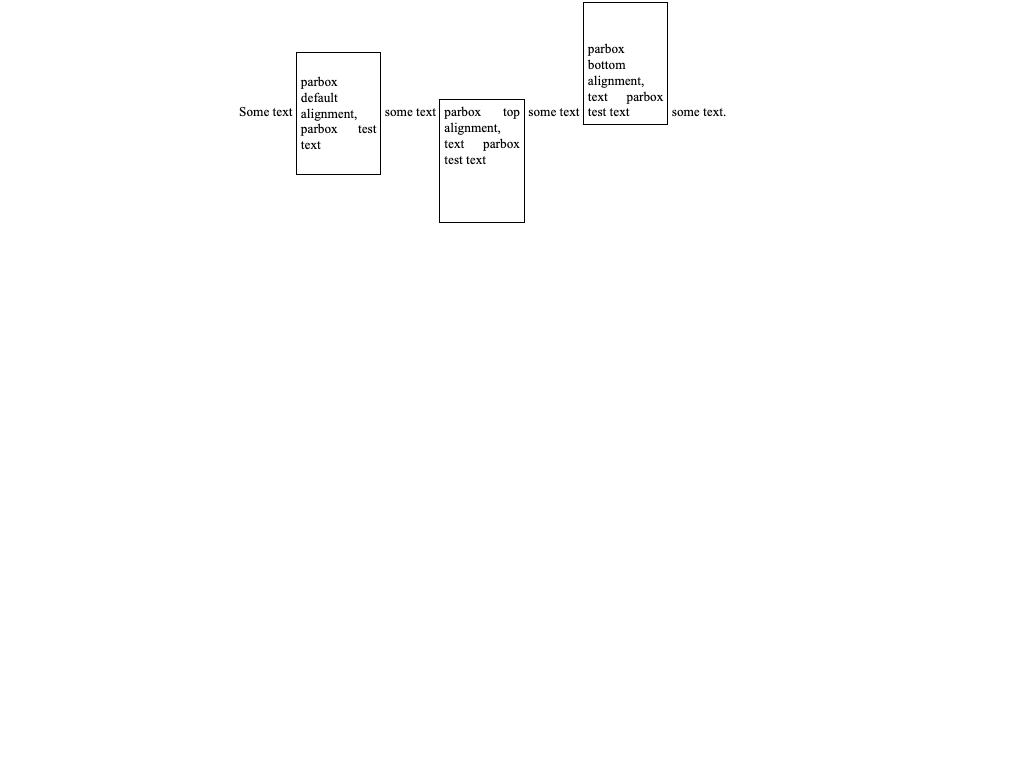 Some text
parbox
default
alignment,
parbox test
text
some text
parbox top
alignment,
text parbox
test text
some text
parbox
bottom
alignment,
text parbox
test text
some text.